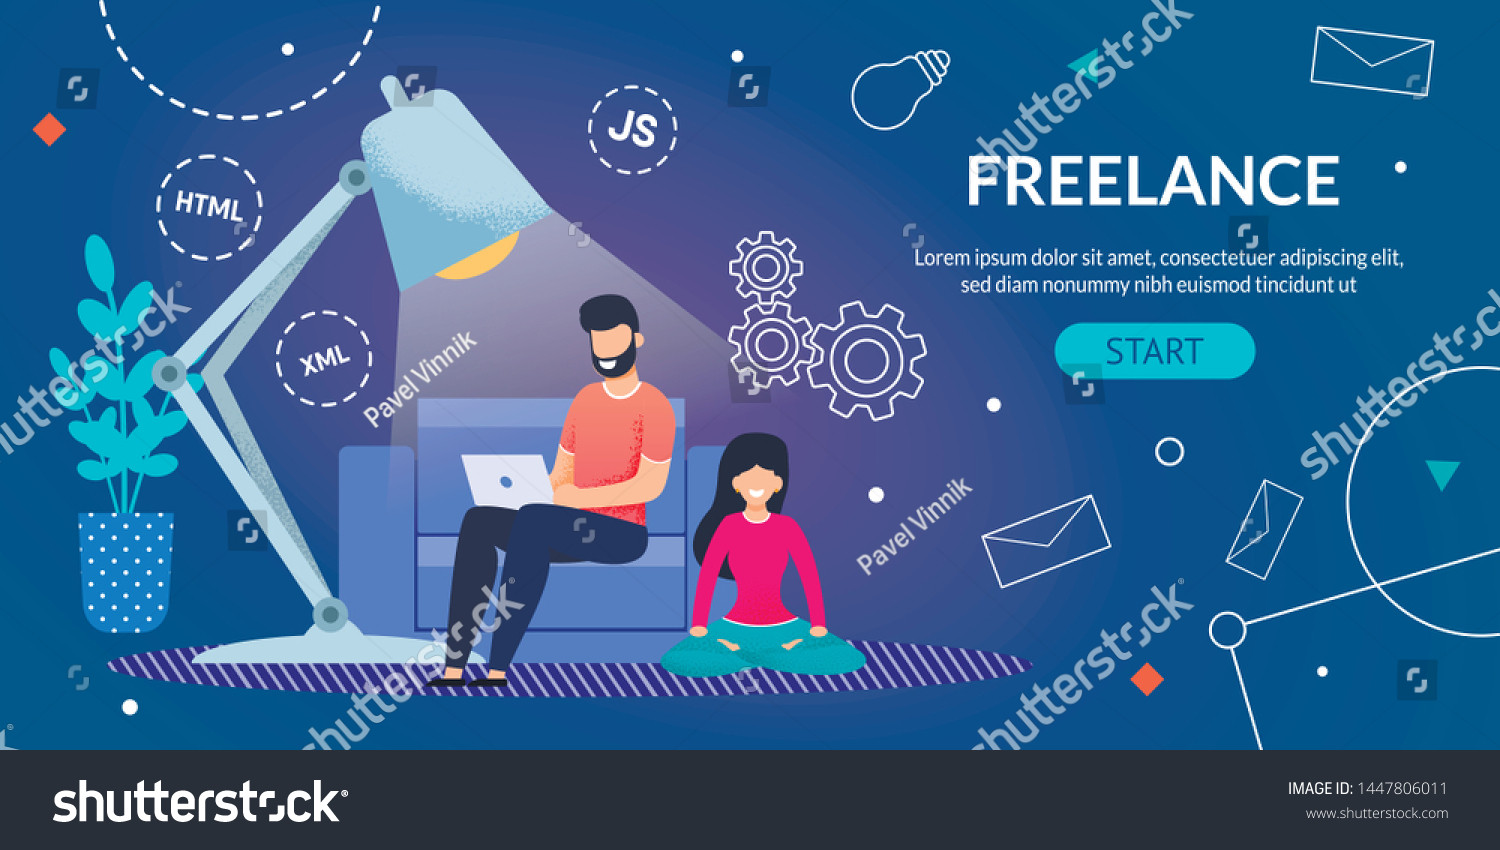 shutterstock
JS
HTML
FREELANCE
Lorem ipsum dolor sit amet, consectetuer adipiscing elit,
sed diam nonummy nibh euismod tincidunt ut
XML
START
Pavel Vinnik
shutterstock
shutterstock
Pavel Vinnik
shutterstock
shutterstock
shutterstock®
IMAGE ID: 1447806011
www.shutterstock.com